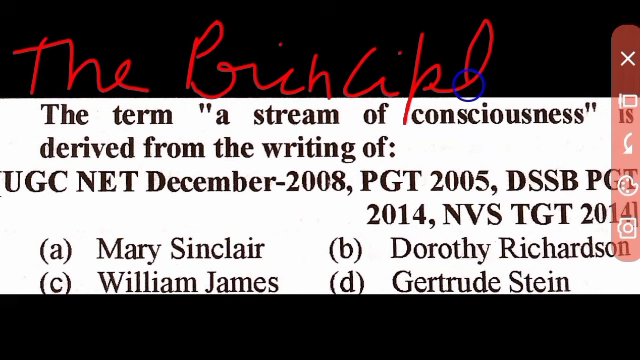 The Principl
The term "a stream of consciousness" is
derived from the writing of:
[UGC NET December-2008, PGT 2005, DSSB PGT
2014, NVS TGT 2014]
(a) Mary Sinclair (b) Dorothy Richardson
(c) William James (d) Gertrude Stein